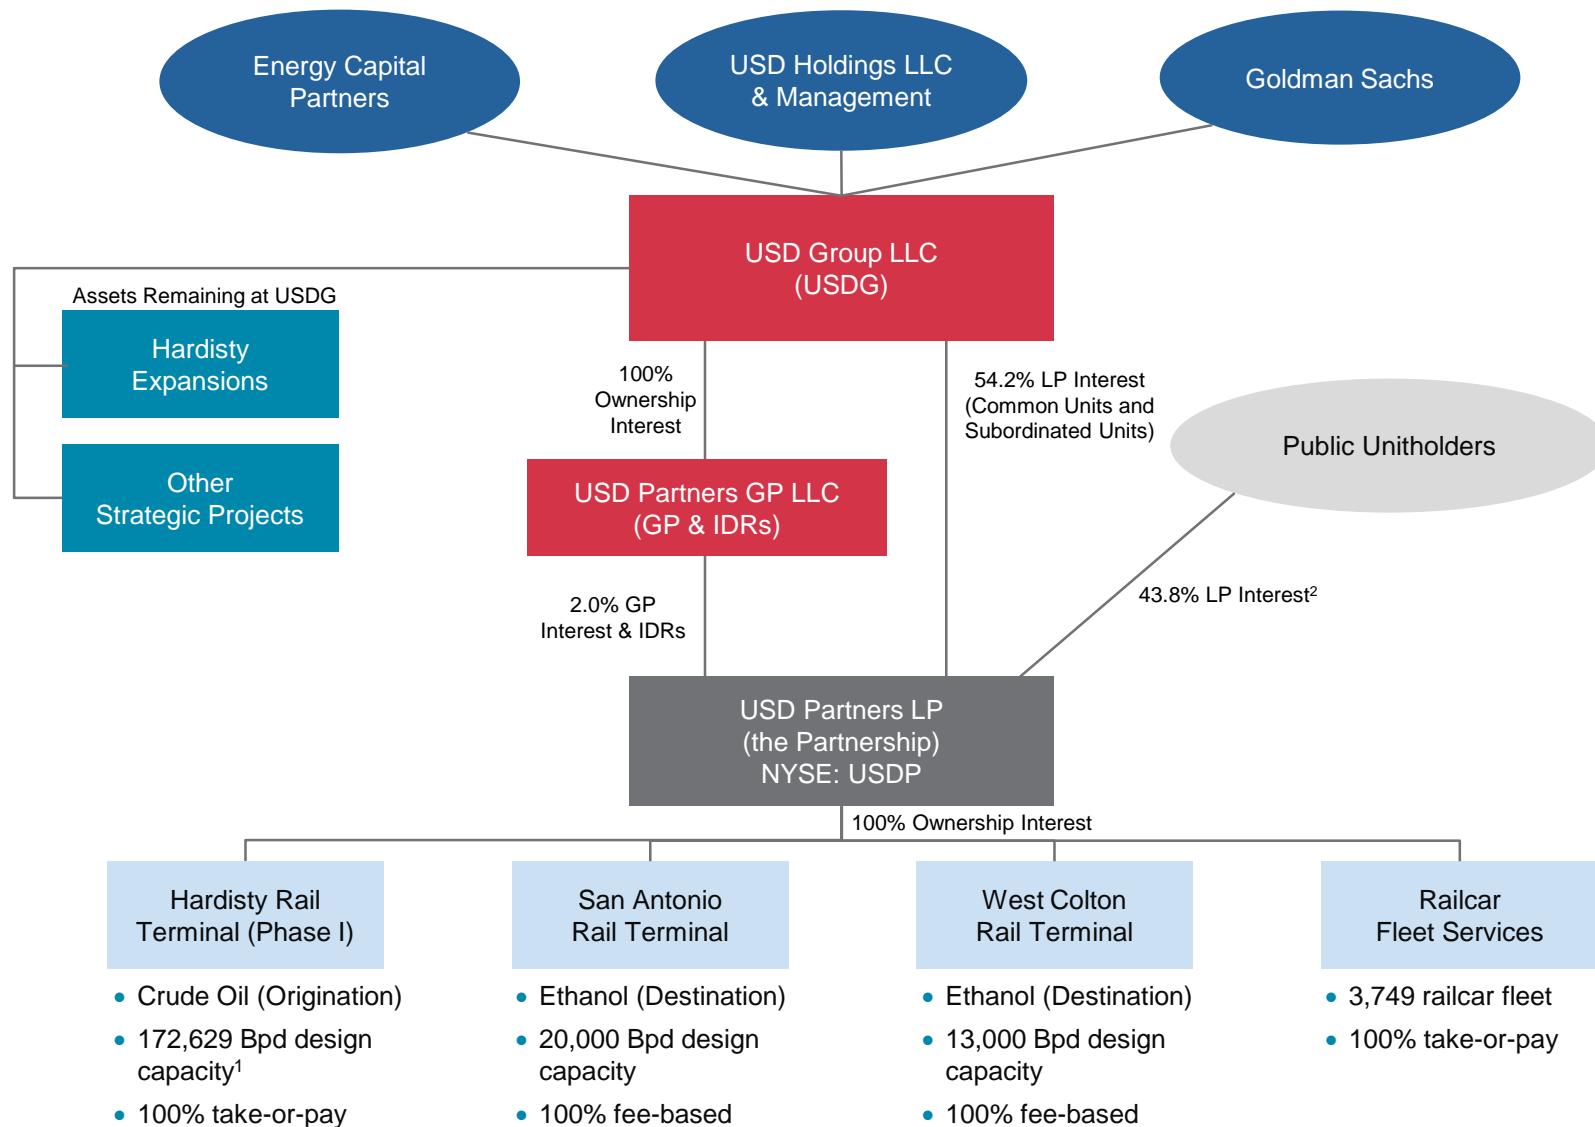 Energy Capital
Partners
USD Holdings LLC
& Management
Goldman Sachs
USD Group LLC
(USDG)
Assets Remaining at USDG
Hardisty
Expansions
Other
Strategic Projects
100%
Ownership
Interest
54.2% LP Interest
(Common Units and
Subordinated Units)
Public Unitholders
USD Partners GP LLC
(GP & IDRs)
2.0% GP
Interest & IDRs
43.8% LP Interest²
USD Partners LP
(the Partnership)
NYSE: USDP
100% Ownership Interest
Hardisty Rail
Terminal (Phase I)
• Crude Oil (Origination)
• 172,629 Bpd design
capacity¹
• 100% take-or-pay
San Antonio
Rail Terminal
• Ethanol (Destination)
• 20,000 Bpd design
capacity
• 100% fee-based
West Colton
Rail Terminal
• Ethanol (Destination)
• 13,000 Bpd design
capacity
• 100% fee-based
Railcar
Fleet Services
• 3,749 railcar fleet
• 100% take-or-pay